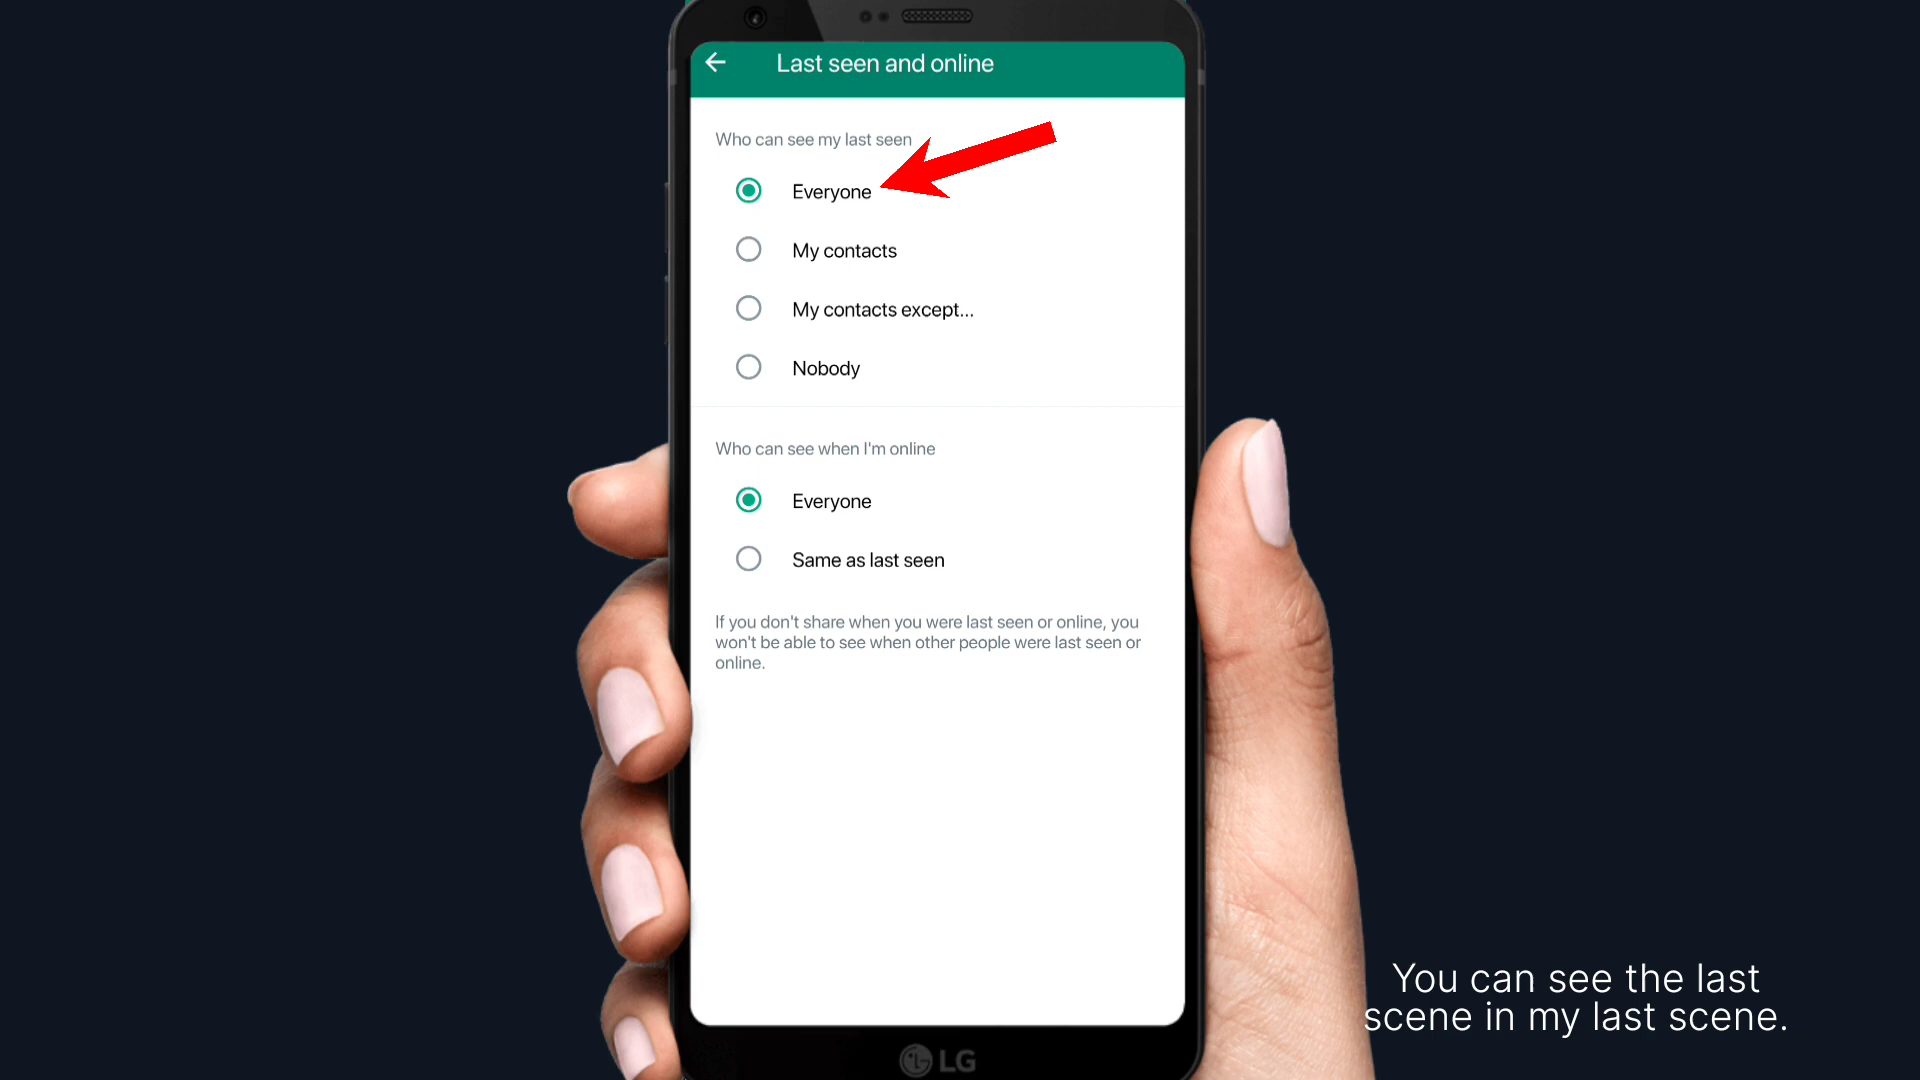 Last seen and online
Who can see my last seen
Everyone
My contacts
My contacts except...
Nobody
Who can see when I'm online
Everyone
Same as last seen
If you don't share when you were last seen or online, you
won't be able to see when other people were last seen or
online.
You can see the last
scene in my last scene.
LG